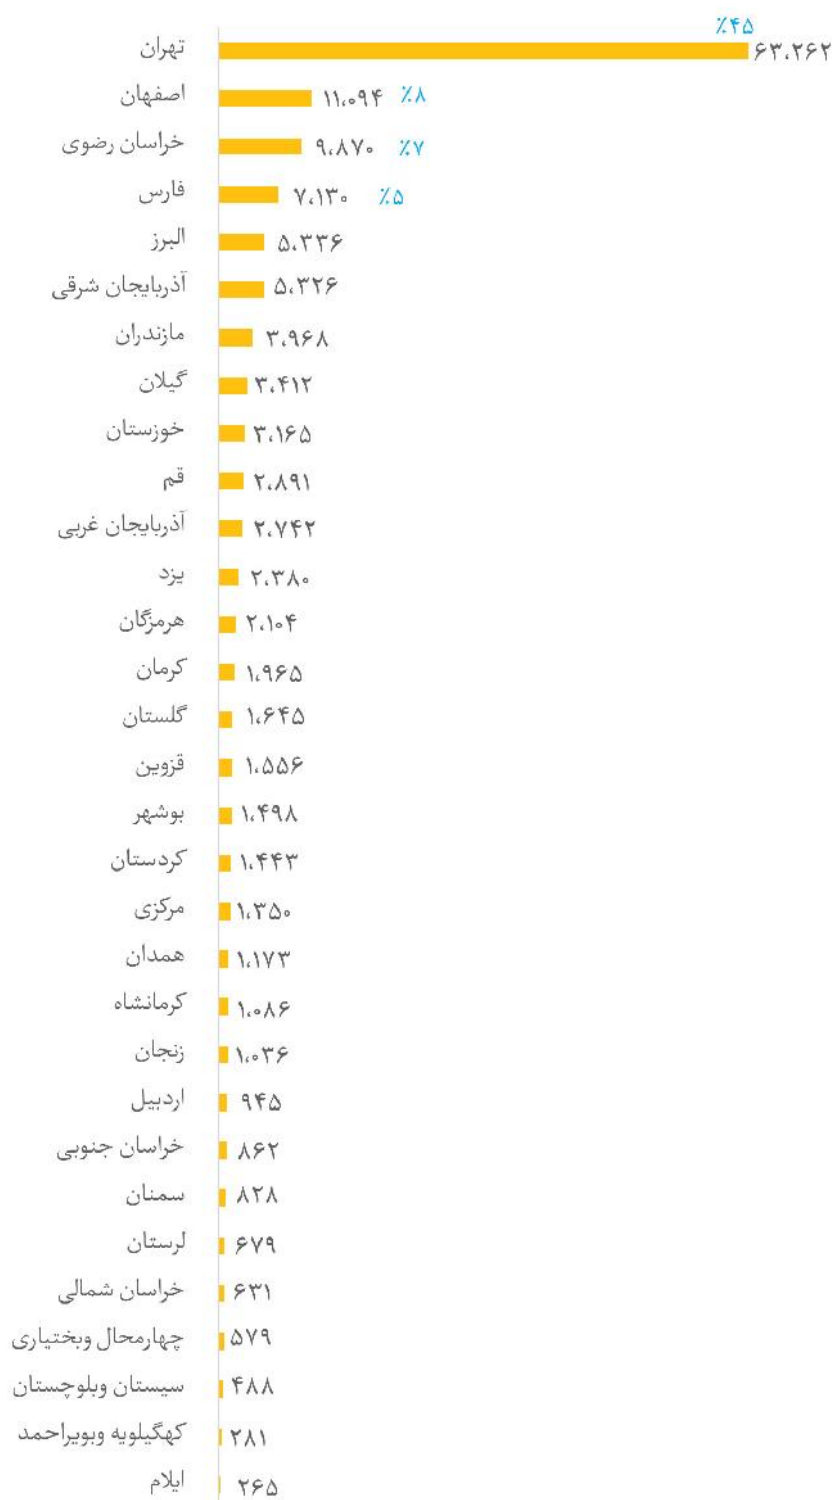 ٪۴۵
تهران ۶۳،۲۶۲
اصفهان ۱۱،۰۹۴ ٪۸
خراسان رضوی ۹،۸۷۰ ٪۷
فارس ۷،۱۳۰ ٪۵
البرز ۵،۳۳۶
آذربایجان شرقی ۵،۳۲۶
مازندران ۳،۹۶۸
گیلان ۳،۴۱۲
خوزستان ۳،۱۶۵
قم ۲،۸۹۱
آذربایجان غربی ۲،۷۴۲
یزد ۲،۳۸۰
هرمزگان ۲،۱۰۴
کرمان ۱،۹۶۵
گلستان ۱،۶۴۵
قزوین ۱،۵۵۶
بوشهر ۱،۴۹۸
کردستان ۱،۴۴۳
مرکزی ۱،۳۵۰
همدان ۱،۱۷۳
کرمانشاه ۱،۰۸۶
زنجان ۱،۰۳۶
اردبیل ۹۴۵
خراسان جنوبی ۸۶۲
سمنان ۸۲۸
لرستان ۶۷۹
خراسان شمالی ۶۳۱
چهارمحال وبختیاری ۵۷۹
سیستان وبلوچستان ۴۸۸
کهگیلویه وبویراحمد ۲۸۱
ایلام ۲۶۵